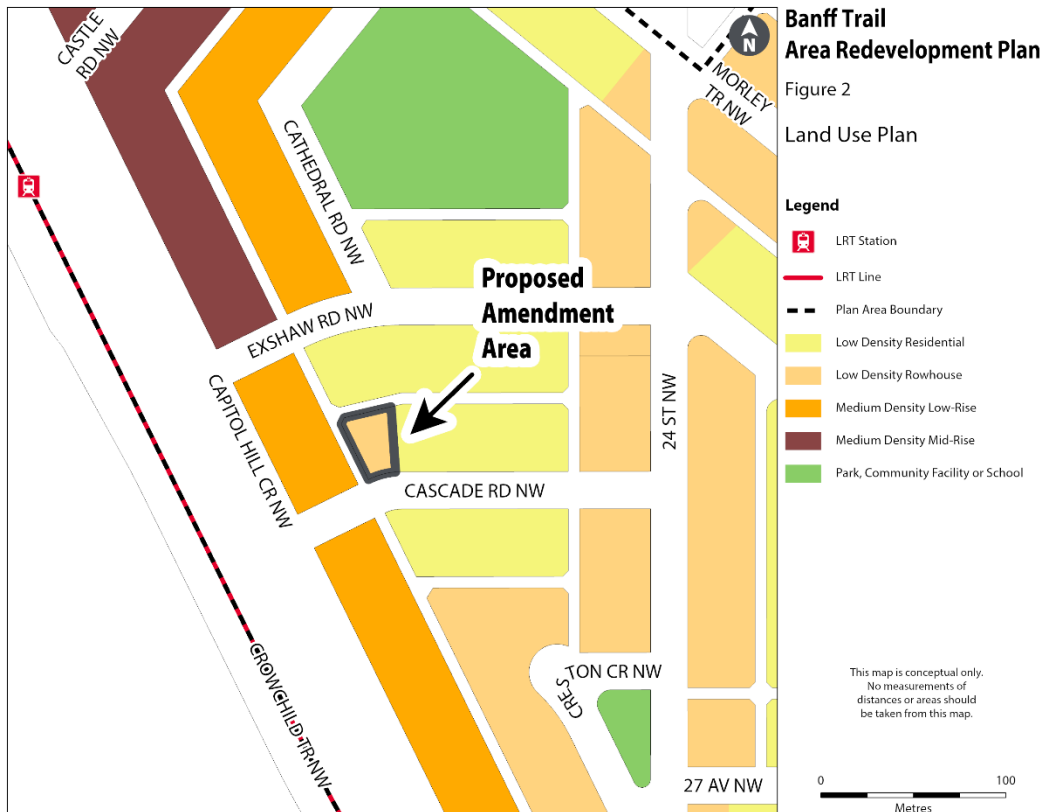 Banff Trail
Area Redevelopment Plan
Figure 2
Land Use Plan
Legend
LRT Station
LRT Line
Plan Area Boundary
Low Density Residential
Low Density Rowhouse
Medium Density Low-Rise
Medium Density Mid-Rise
Park, Community Facility or School
This map is conceptual only.
No measurements of
distances or areas should
be taken from this map.
0 100
Metres
N
CASTLE
RD NW
MORLEY
TR NW
CATHEDRAL RD NW
Proposed
Amendment
Area
EXSHAW RD NW
CAPITOL HILL CR NW
24 ST NW
CASCADE RD NW
CROWCHILD TR NW
CRES
TON CR NW
27 AV NW